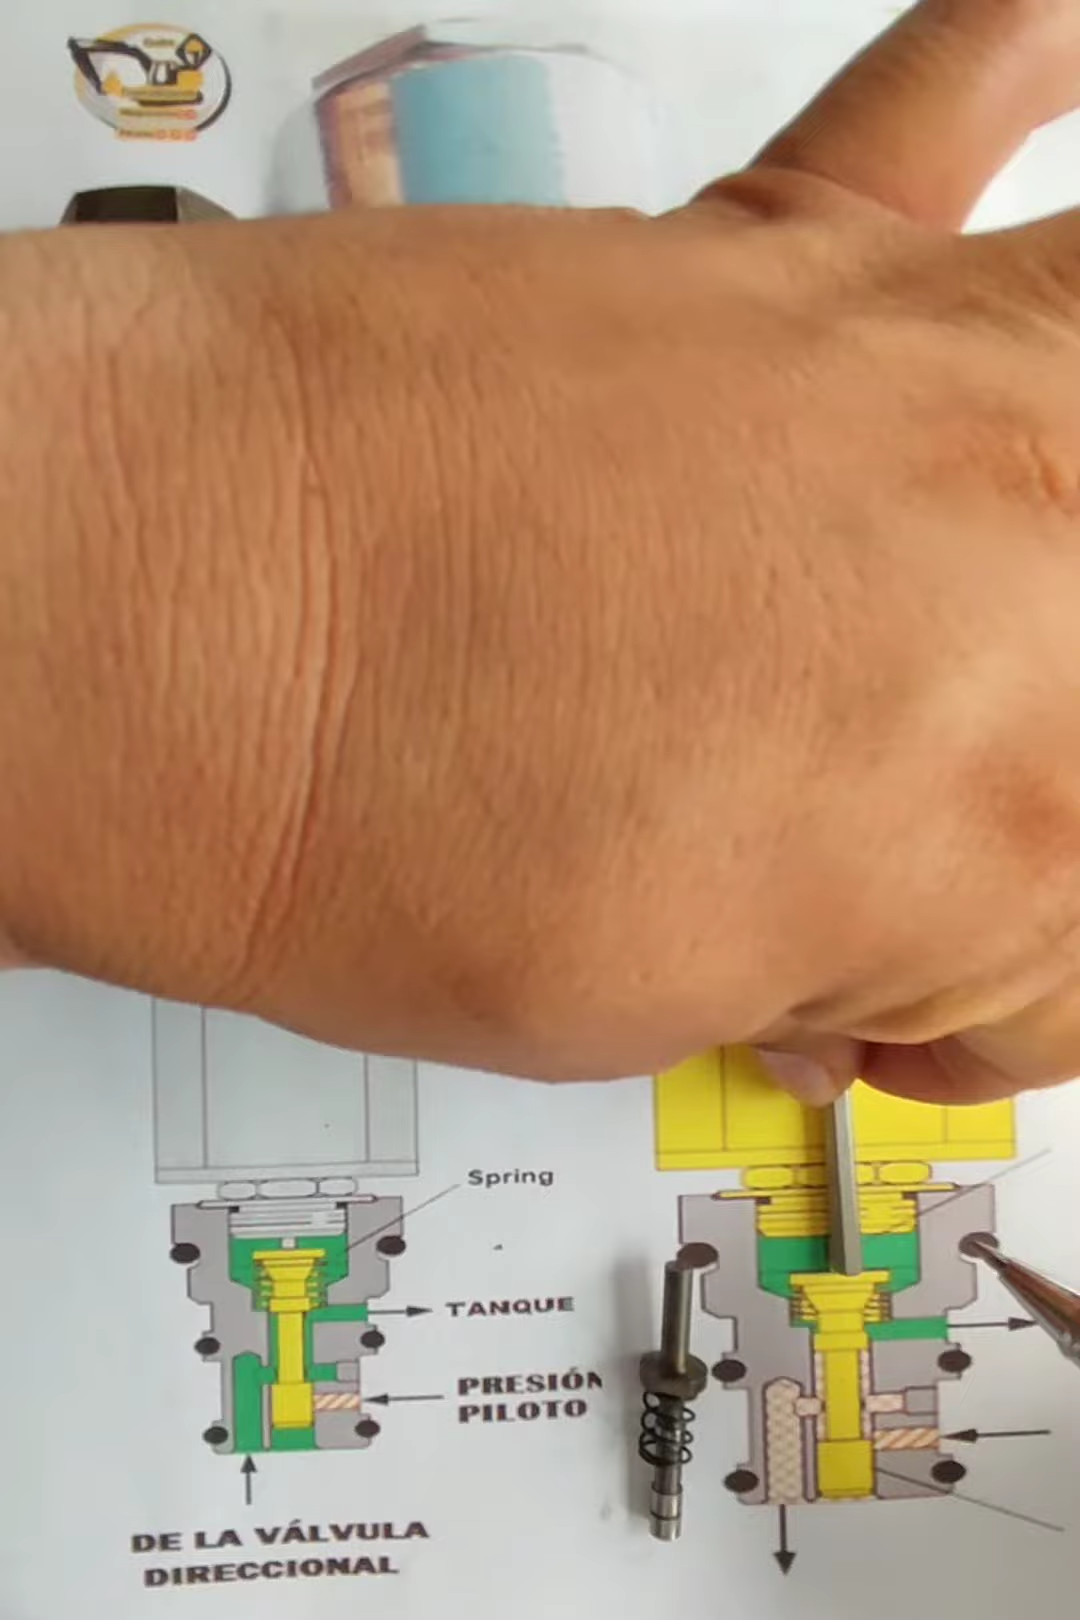 Spring
TANQUE
PRESIÓN
PILOTO
DE LA VÁLVULA
DIRECCIONAL